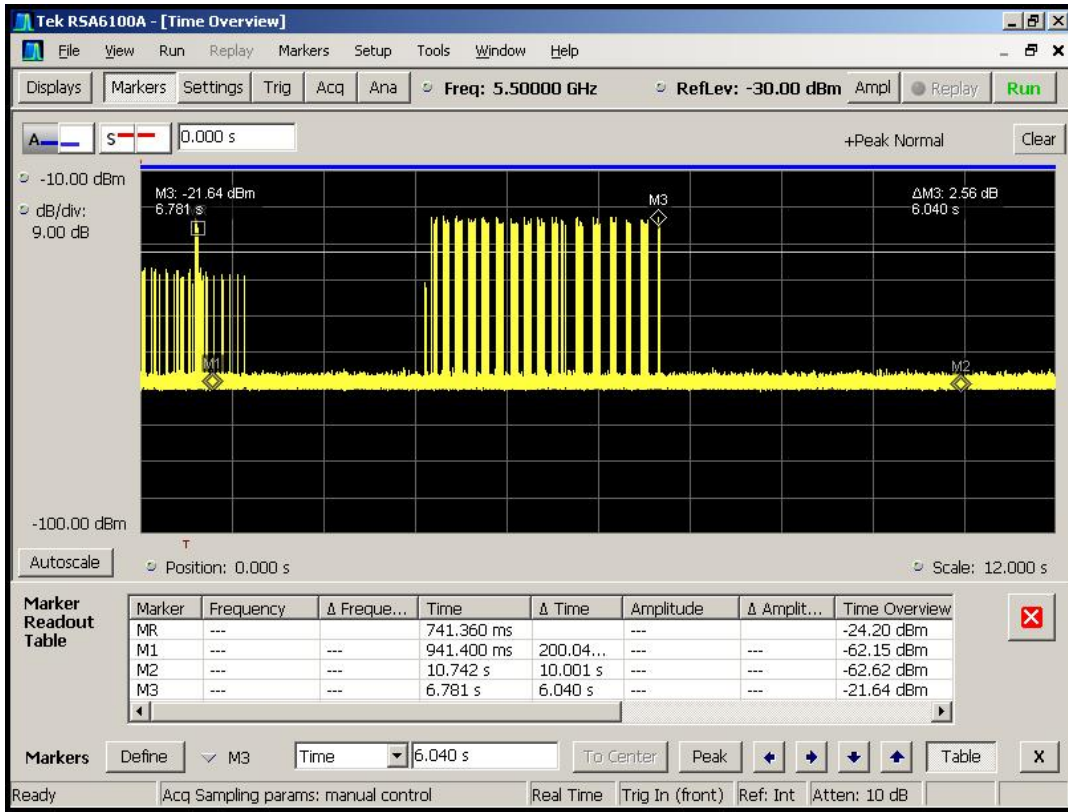 Tek RSA6100A - [Time Overview]
File View Run Replay Markers Setup Tools Window Help
Displays Markers Settings Trig Acq Ana Freq: 5.50000 GHz RefLev: -30.00 dBm Ampl Replay Run
A S 0.000 s +Peak Normal Clear
-10.00 dBm
dB/div:
9.00 dB
M3: -21.64 dBm
6.781 s
M3
ΔM3: 2.56 dB
6.040 s
M1
M2
-100.00 dBm
T
Autoscale Position: 0.000 s Scale: 12.000 s
Marker
Readout
Table
Marker Frequency Δ Freque... Time Δ Time Amplitude Δ Amplit... Time Overview
MR --- 741.360 ms --- -24.20 dBm
M1 --- --- 941.400 ms 200.04... --- --- -62.15 dBm
M2 --- --- 10.742 s 10.001 s --- --- -62.62 dBm
M3 --- --- 6.781 s 6.040 s --- --- -21.64 dBm
Markers Define M3 Time 6.040 s To Center Peak Table X
Ready Acq Sampling params: manual control Real Time Trig In (front) Ref: Int Atten: 10 dB